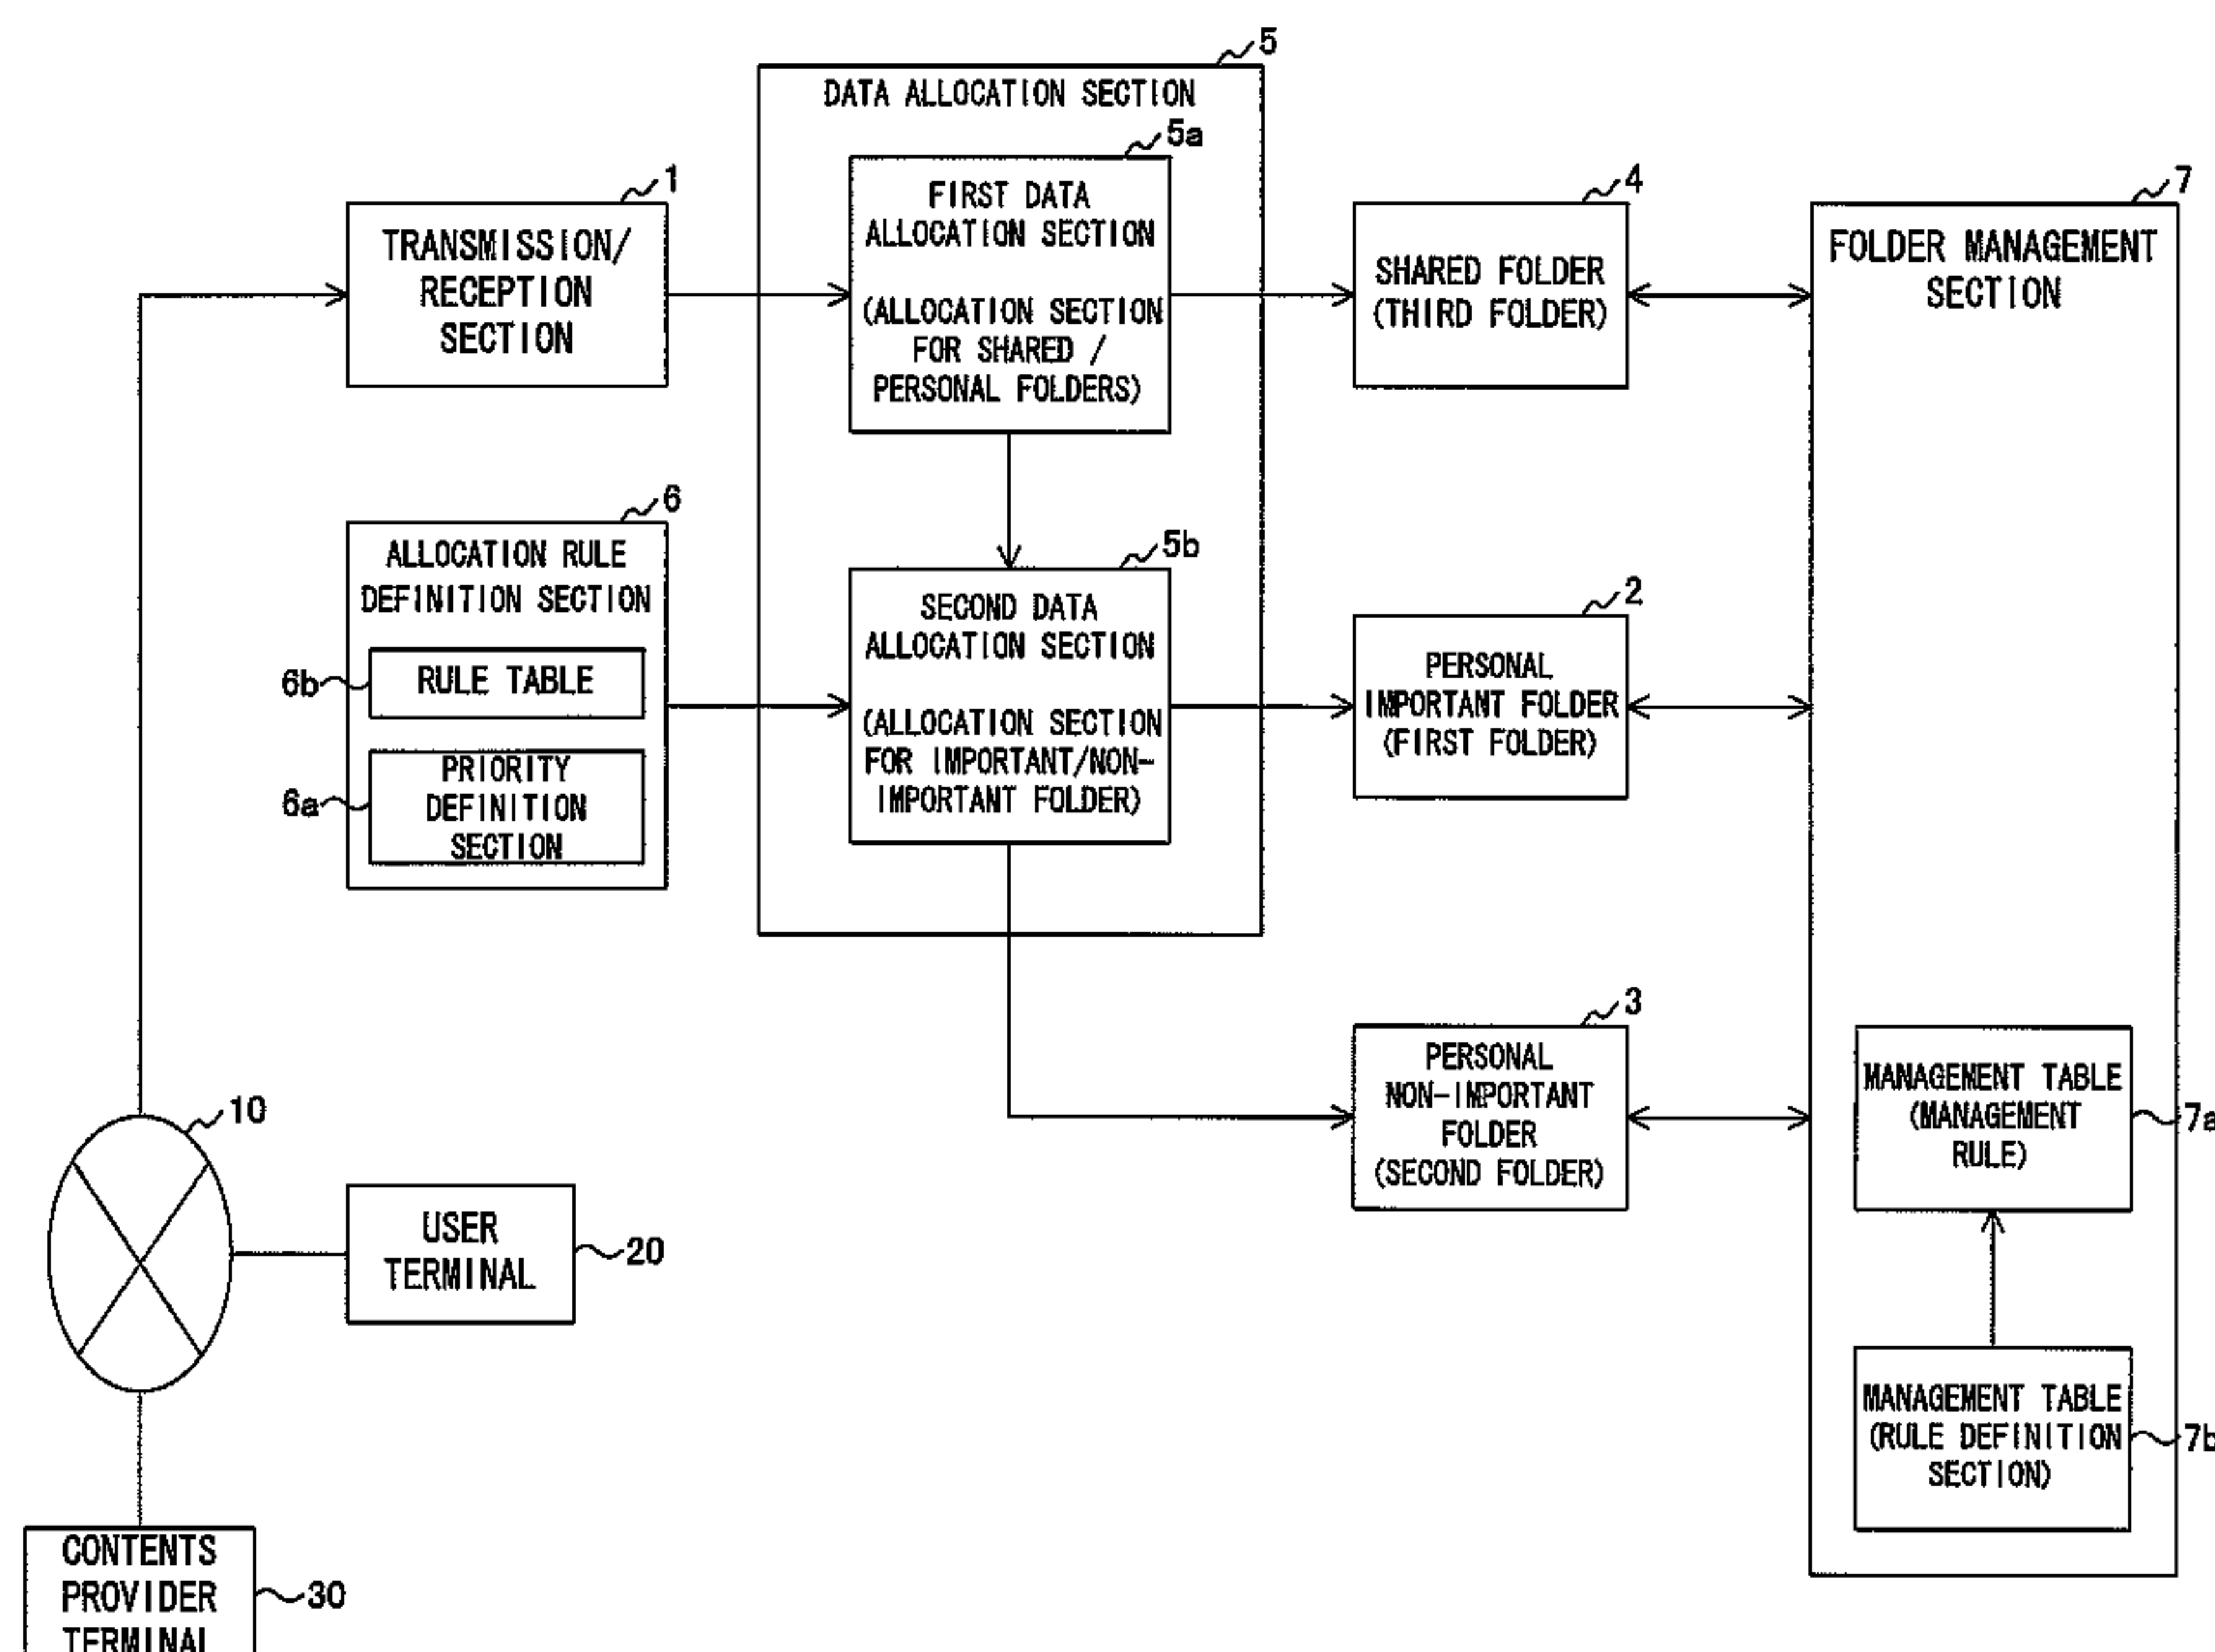 5
DATA ALLOCATION SECTION
5a
FIRST DATA
ALLOCATION SECTION
(ALLOCATION SECTION
FOR SHARED /
PERSONAL FOLDERS)
1
TRANSMISSION/
RECEPTION
SECTION
4
SHARED FOLDER
(THIRD FOLDER)
7
FOLDER MANAGEMENT
SECTION
6
ALLOCATION RULE
DEFINITION SECTION
6b
RULE TABLE
6a
PRIORITY
DEFINITION
SECTION
5b
SECOND DATA
ALLOCATION SECTION
(ALLOCATION SECTION
FOR IMPORTANT/NON-
IMPORTANT FOLDER)
2
PERSONAL
IMPORTANT FOLDER
(FIRST FOLDER)
3
PERSONAL
NON-IMPORTANT
FOLDER
(SECOND FOLDER)
MANAGEMENT TABLE
(MANAGEMENT
RULE)
7a
MANAGEMENT TABLE
(RULE DEFINITION
SECTION)
7b
10
USER
TERMINAL
20
CONTENTS
PROVIDER
TERMINAL
30